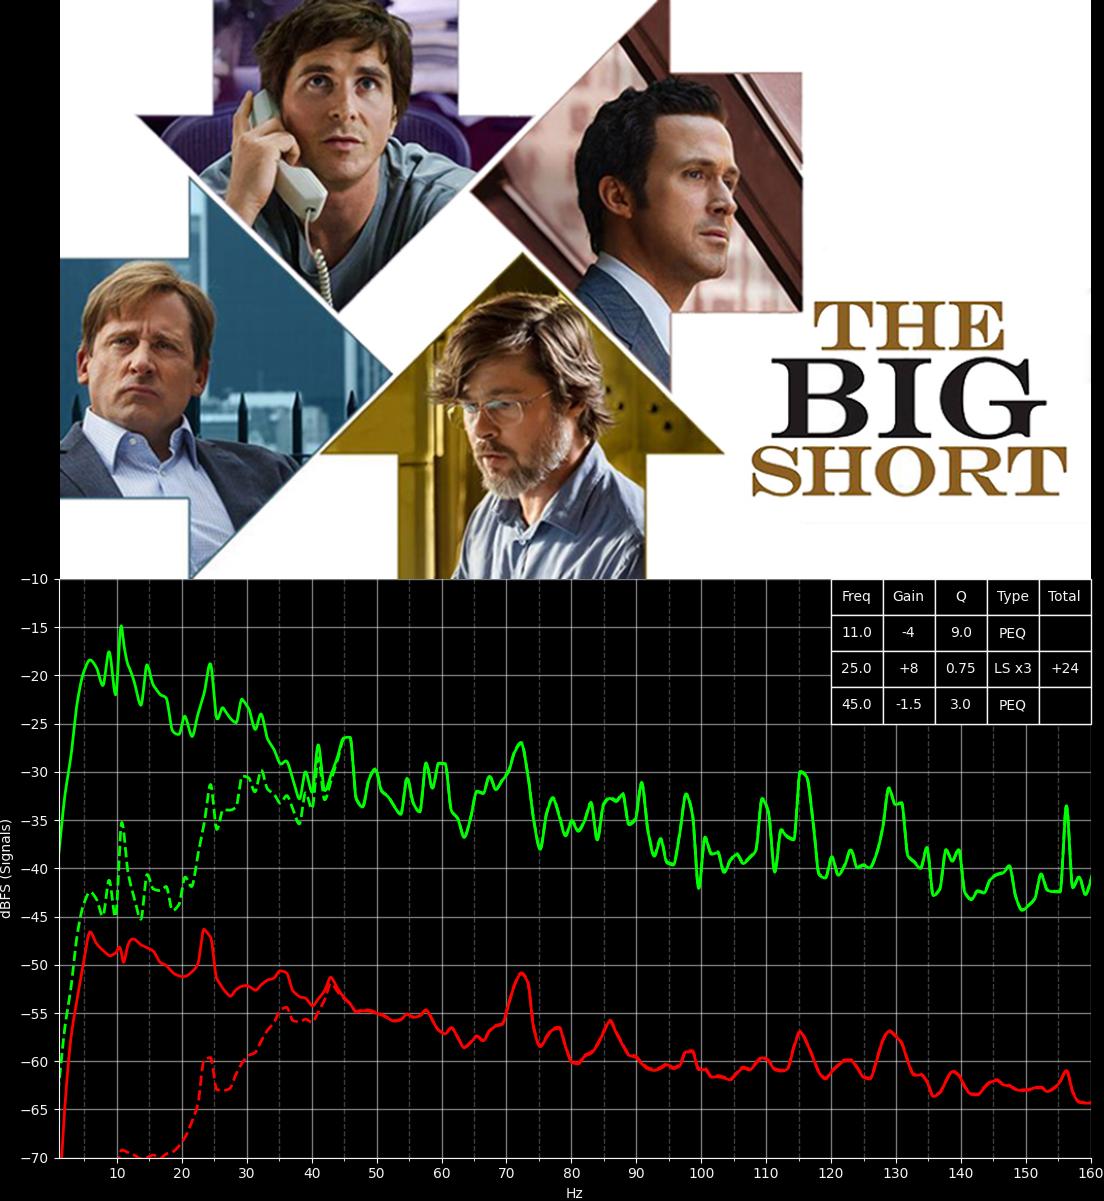 THE
BIG
SHORT
Freq Gain Q Type Total
11.0 -4 9.0 PEQ
25.0 +8 0.75 LS x3 +24
45.0 -1.5 3.0 PEQ
−10
−15
−20
−25
−30
−35
−40
−45
−50
−55
−60
−65
−70
dBFS (Signals)
10 20 30 40 50 60 70 80 90 100 110 120 130 140 150 160
Hz